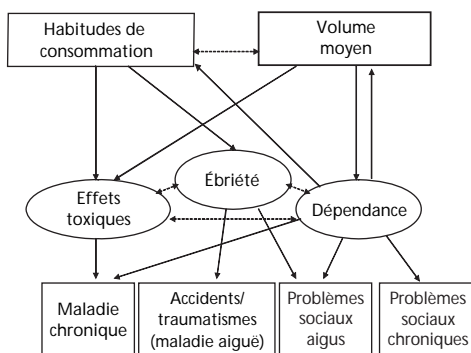 Habitudes de
consommation
Volume
moyen
Ébriété
Effets
toxiques
Dépendance
Maladie
chronique
Accidents/
traumatismes
(maladie aiguë)
Problèmes
sociaux
aigus
Problèmes
sociaux
chroniques